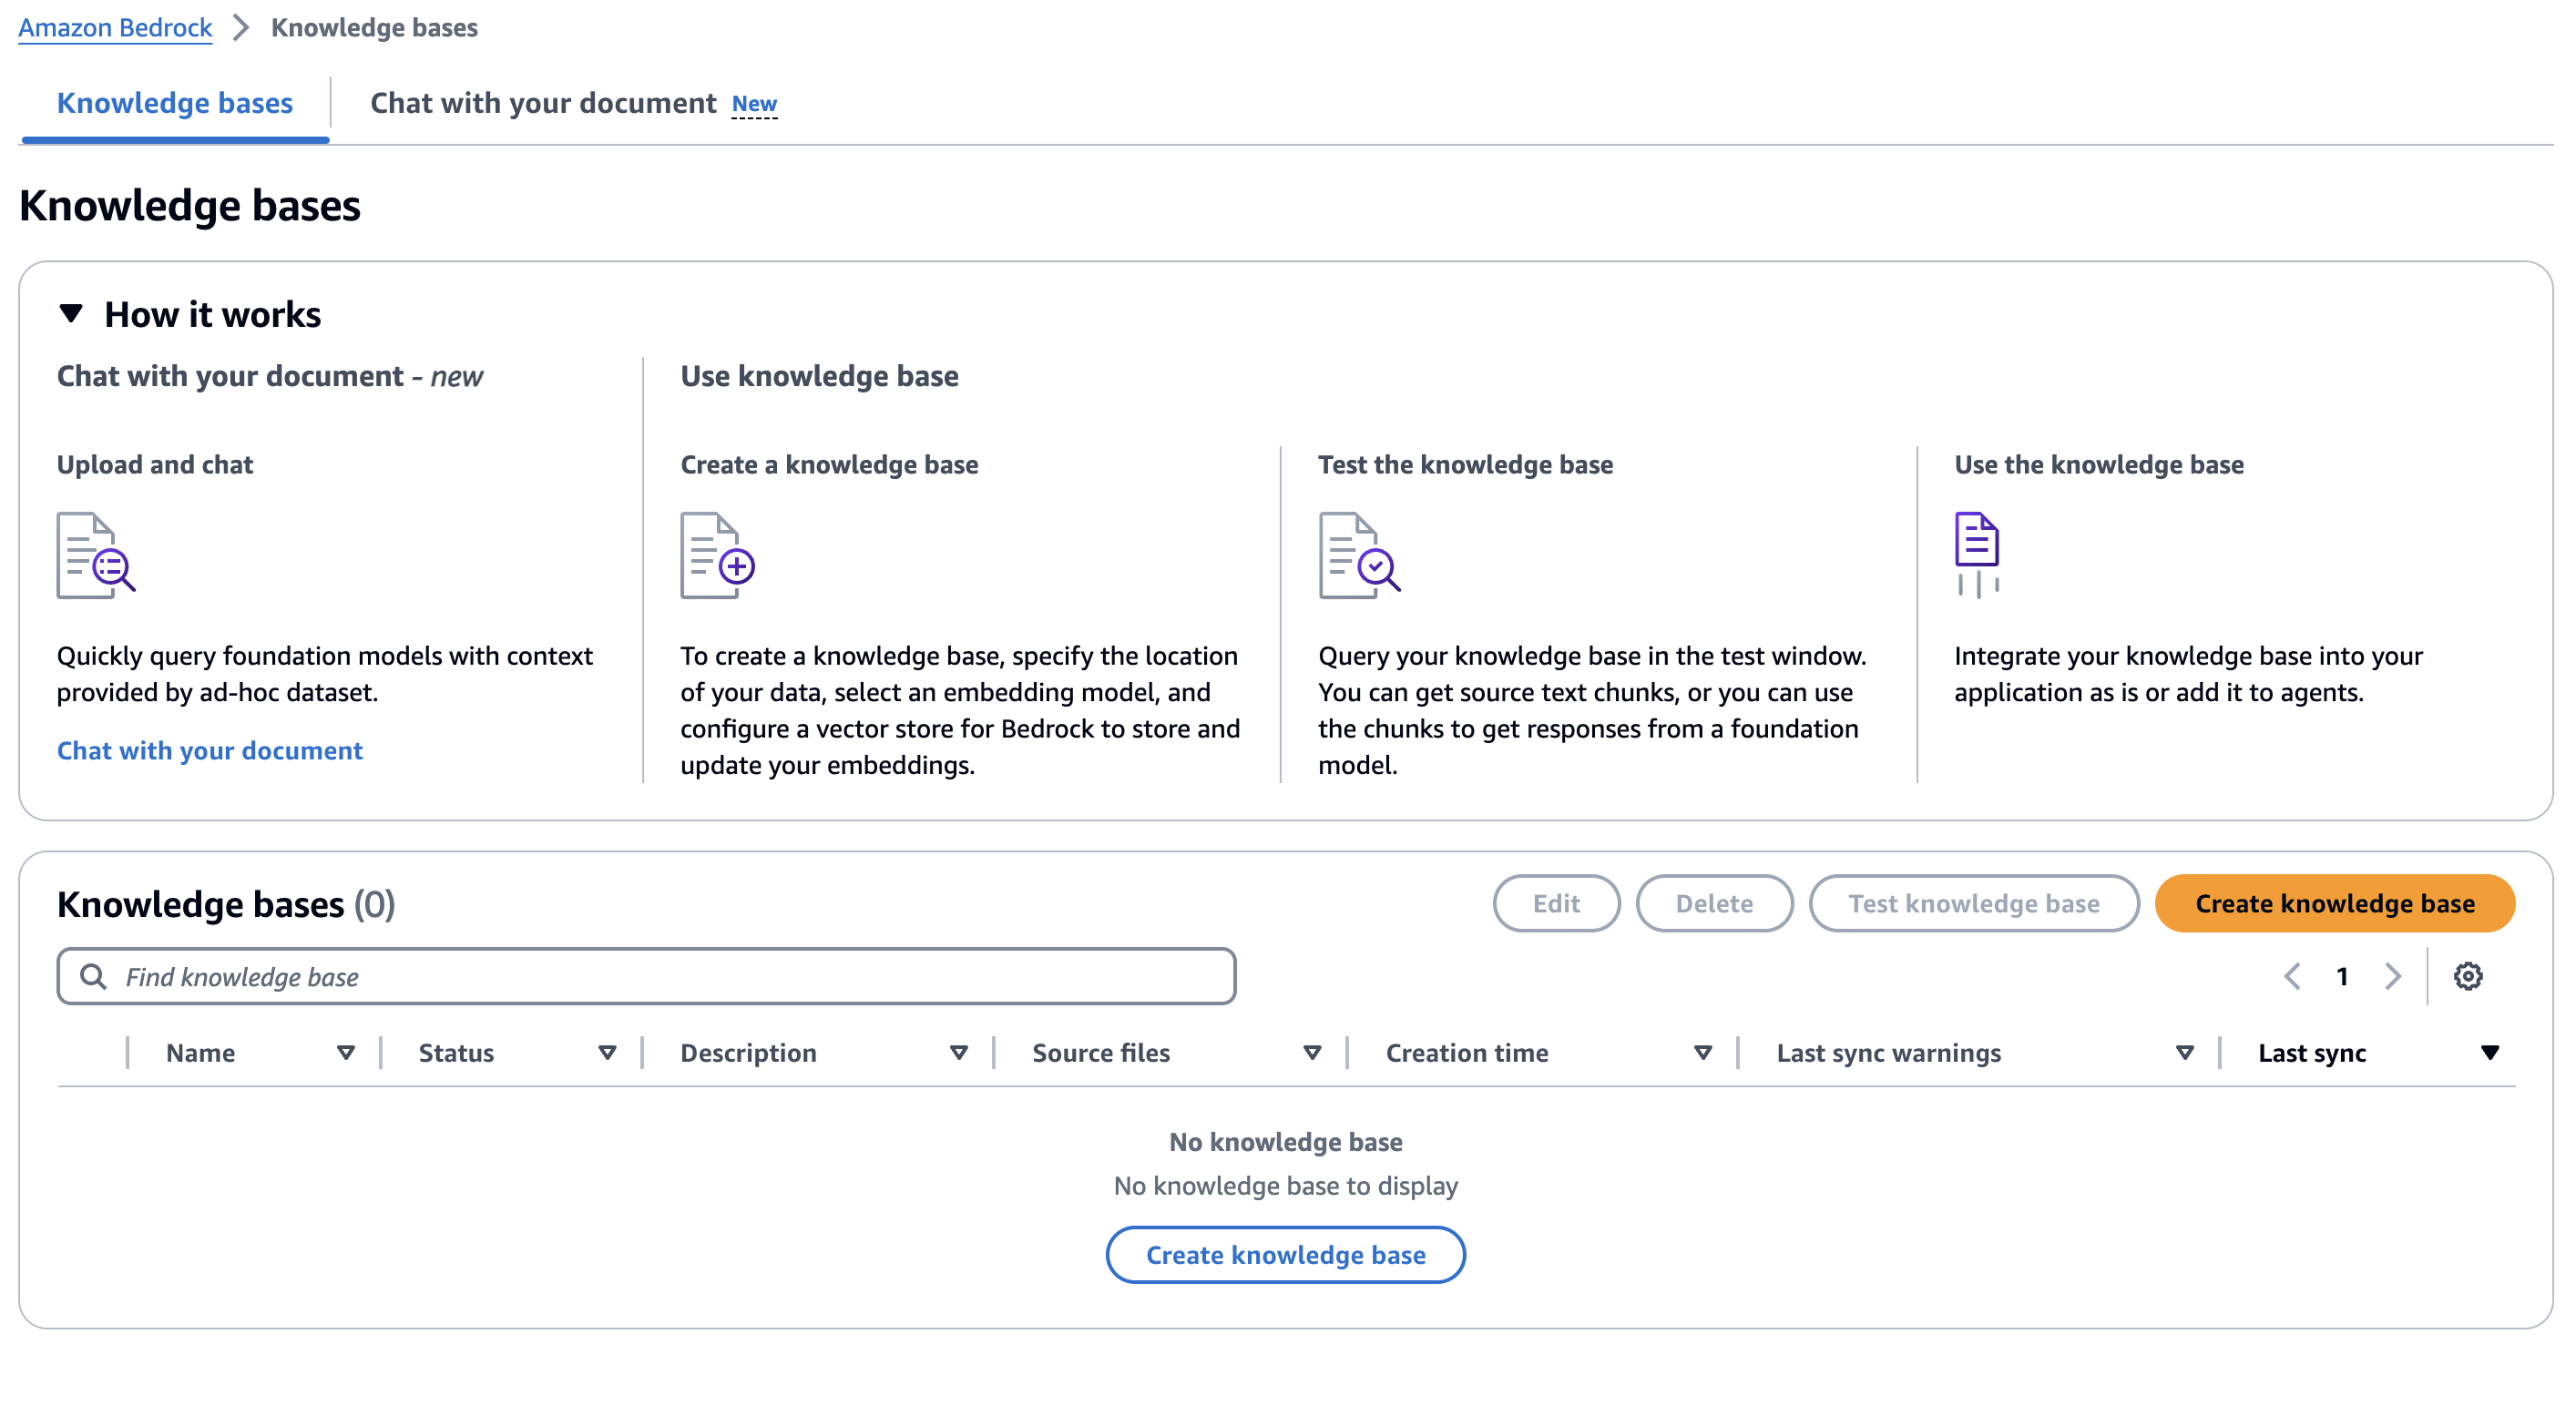 Amazon Bedrock > Knowledge bases
Knowledge bases
Chat with your document New
Knowledge bases
How it works
Chat with your document - new
Upload and chat
Quickly query foundation models with context
provided by ad-hoc dataset.
Chat with your document
Use knowledge base
Create a knowledge base
To create a knowledge base, specify the location
of your data, select an embedding model, and
configure a vector store for Bedrock to store and
update your embeddings.
Test the knowledge base
Query your knowledge base in the test window.
You can get source text chunks, or you can use
the chunks to get responses from a foundation
model.
Use the knowledge base
Integrate your knowledge base into your
application as is or add it to agents.
Knowledge bases (0)
Edit
Delete
Test knowledge base
Create knowledge base
Find knowledge base
1
Name
Status
Description
Source files
Creation time
Last sync warnings
Last sync
No knowledge base
No knowledge base to display
Create knowledge base